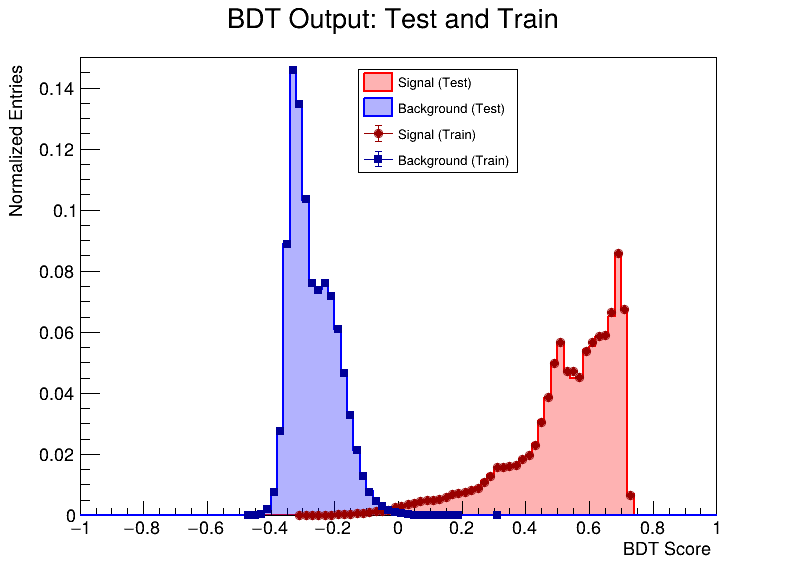 BDT Output: Test and Train
Normalized Entries
0.14
0.12
0.1
0.08
0.06
0.04
0.02
0
Signal (Test)
Background (Test)
Signal (Train)
Background (Train)
−1 −0.8 −0.6 −0.4 −0.2 0 0.2 0.4 0.6 0.8 1
BDT Score